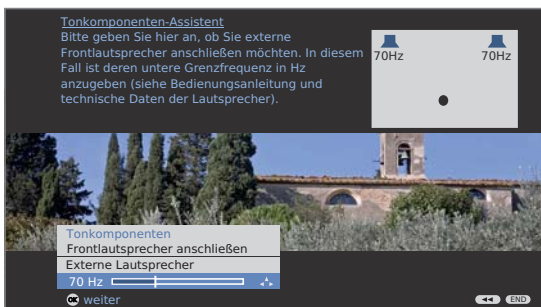 Tonkomponenten-Assistent
Bitte geben Sie hier an, ob Sie externe
Frontlautsprecher anschließen möchten. In diesem
Fall ist deren untere Grenzfrequenz in Hz
anzugeben (siehe Bedienungsanleitung und
technische Daten der Lautsprecher).
70Hz 70Hz
Tonkomponenten
Frontlautsprecher anschließen
Externe Lautsprecher
70 Hz
OK weiter
END